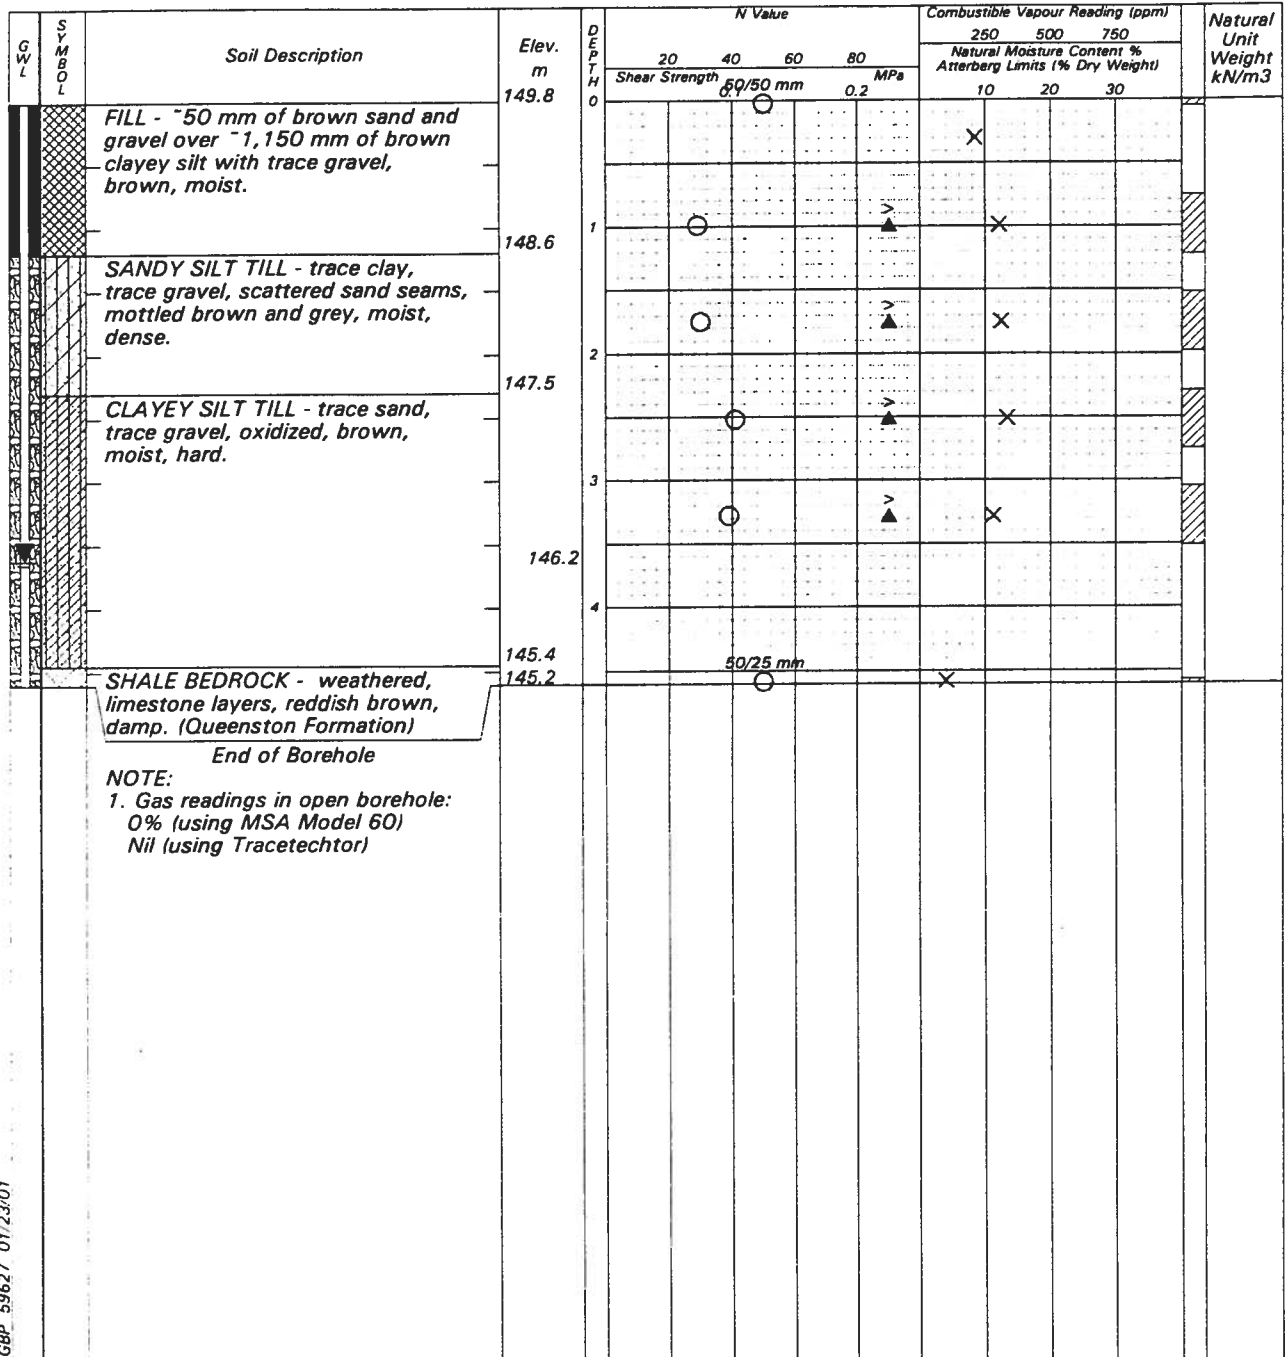 GWL
SYMBOL
Soil Description
Elev.
m
149.8
DEPTH
N Value
20 40 60 80
Shear Strength MPa
0.1 0.2
50/50 mm
Combustible Vapour Reading (ppm)
250 500 750
Natural Moisture Content %
Atterberg Limits (% Dry Weight)
10 20 30
Natural
Unit
Weight
kN/m3
0
FILL - ~50 mm of brown sand and
gravel over ~1,150 mm of brown
clayey silt with trace gravel,
brown, moist.
148.6
1
>
SANDY SILT TILL - trace clay,
trace gravel, scattered sand seams,
mottled brown and grey, moist,
dense.
>
2
147.5
CLAYEY SILT TILL - trace sand,
trace gravel, oxidized, brown,
moist, hard.
>
3
>
146.2
4
145.4
50/25 mm
145.2
SHALE BEDROCK - weathered,
limestone layers, reddish brown,
damp. (Queenston Formation)
End of Borehole
NOTE:
1. Gas readings in open borehole:
0% (using MSA Model 60)
Nil (using Tracetechtor)
GBP 59627 01/23/01